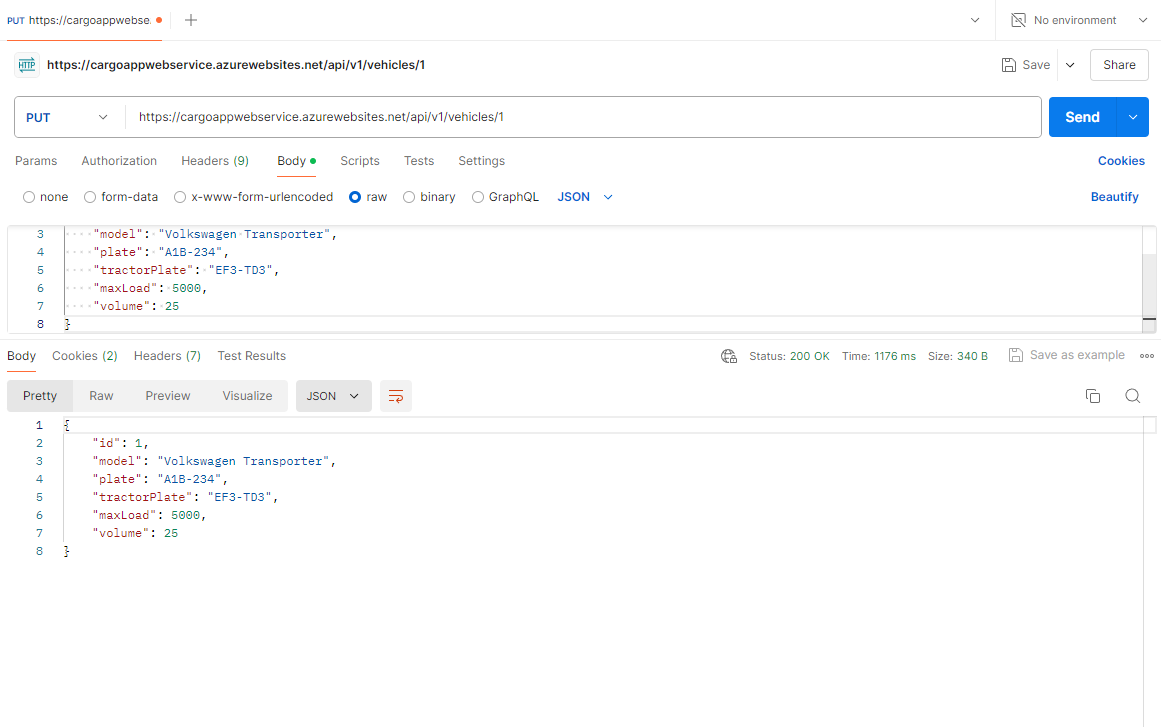 PUT https://cargoappwebse. No environment
HTTP https://cargoappwebservice.azurewebsites.net/api/v1/vehicles/1 Save Share
PUT https://cargoappwebservice.azurewebsites.net/api/v1/vehicles/1 Send
Params Authorization Headers (9) Body Scripts Tests Settings Cookies
none form-data x-www-form-urlencoded raw binary GraphQL JSON Beautify
3 "model": "Volkswagen Transporter",
4 "plate": "A1B-234",
5 "tractorPlate": "EF3-TD3",
6 "maxLoad": 5000,
7 "volume": 25
8 }
Body Cookies (2) Headers (7) Test Results Status: 200 OK Time: 1176 ms Size: 340 B Save as example
Pretty Raw Preview Visualize JSON
1 {
2 "id": 1,
3 "model": "Volkswagen Transporter",
4 "plate": "A1B-234",
5 "tractorPlate": "EF3-TD3",
6 "maxLoad": 5000,
7 "volume": 25
8 }